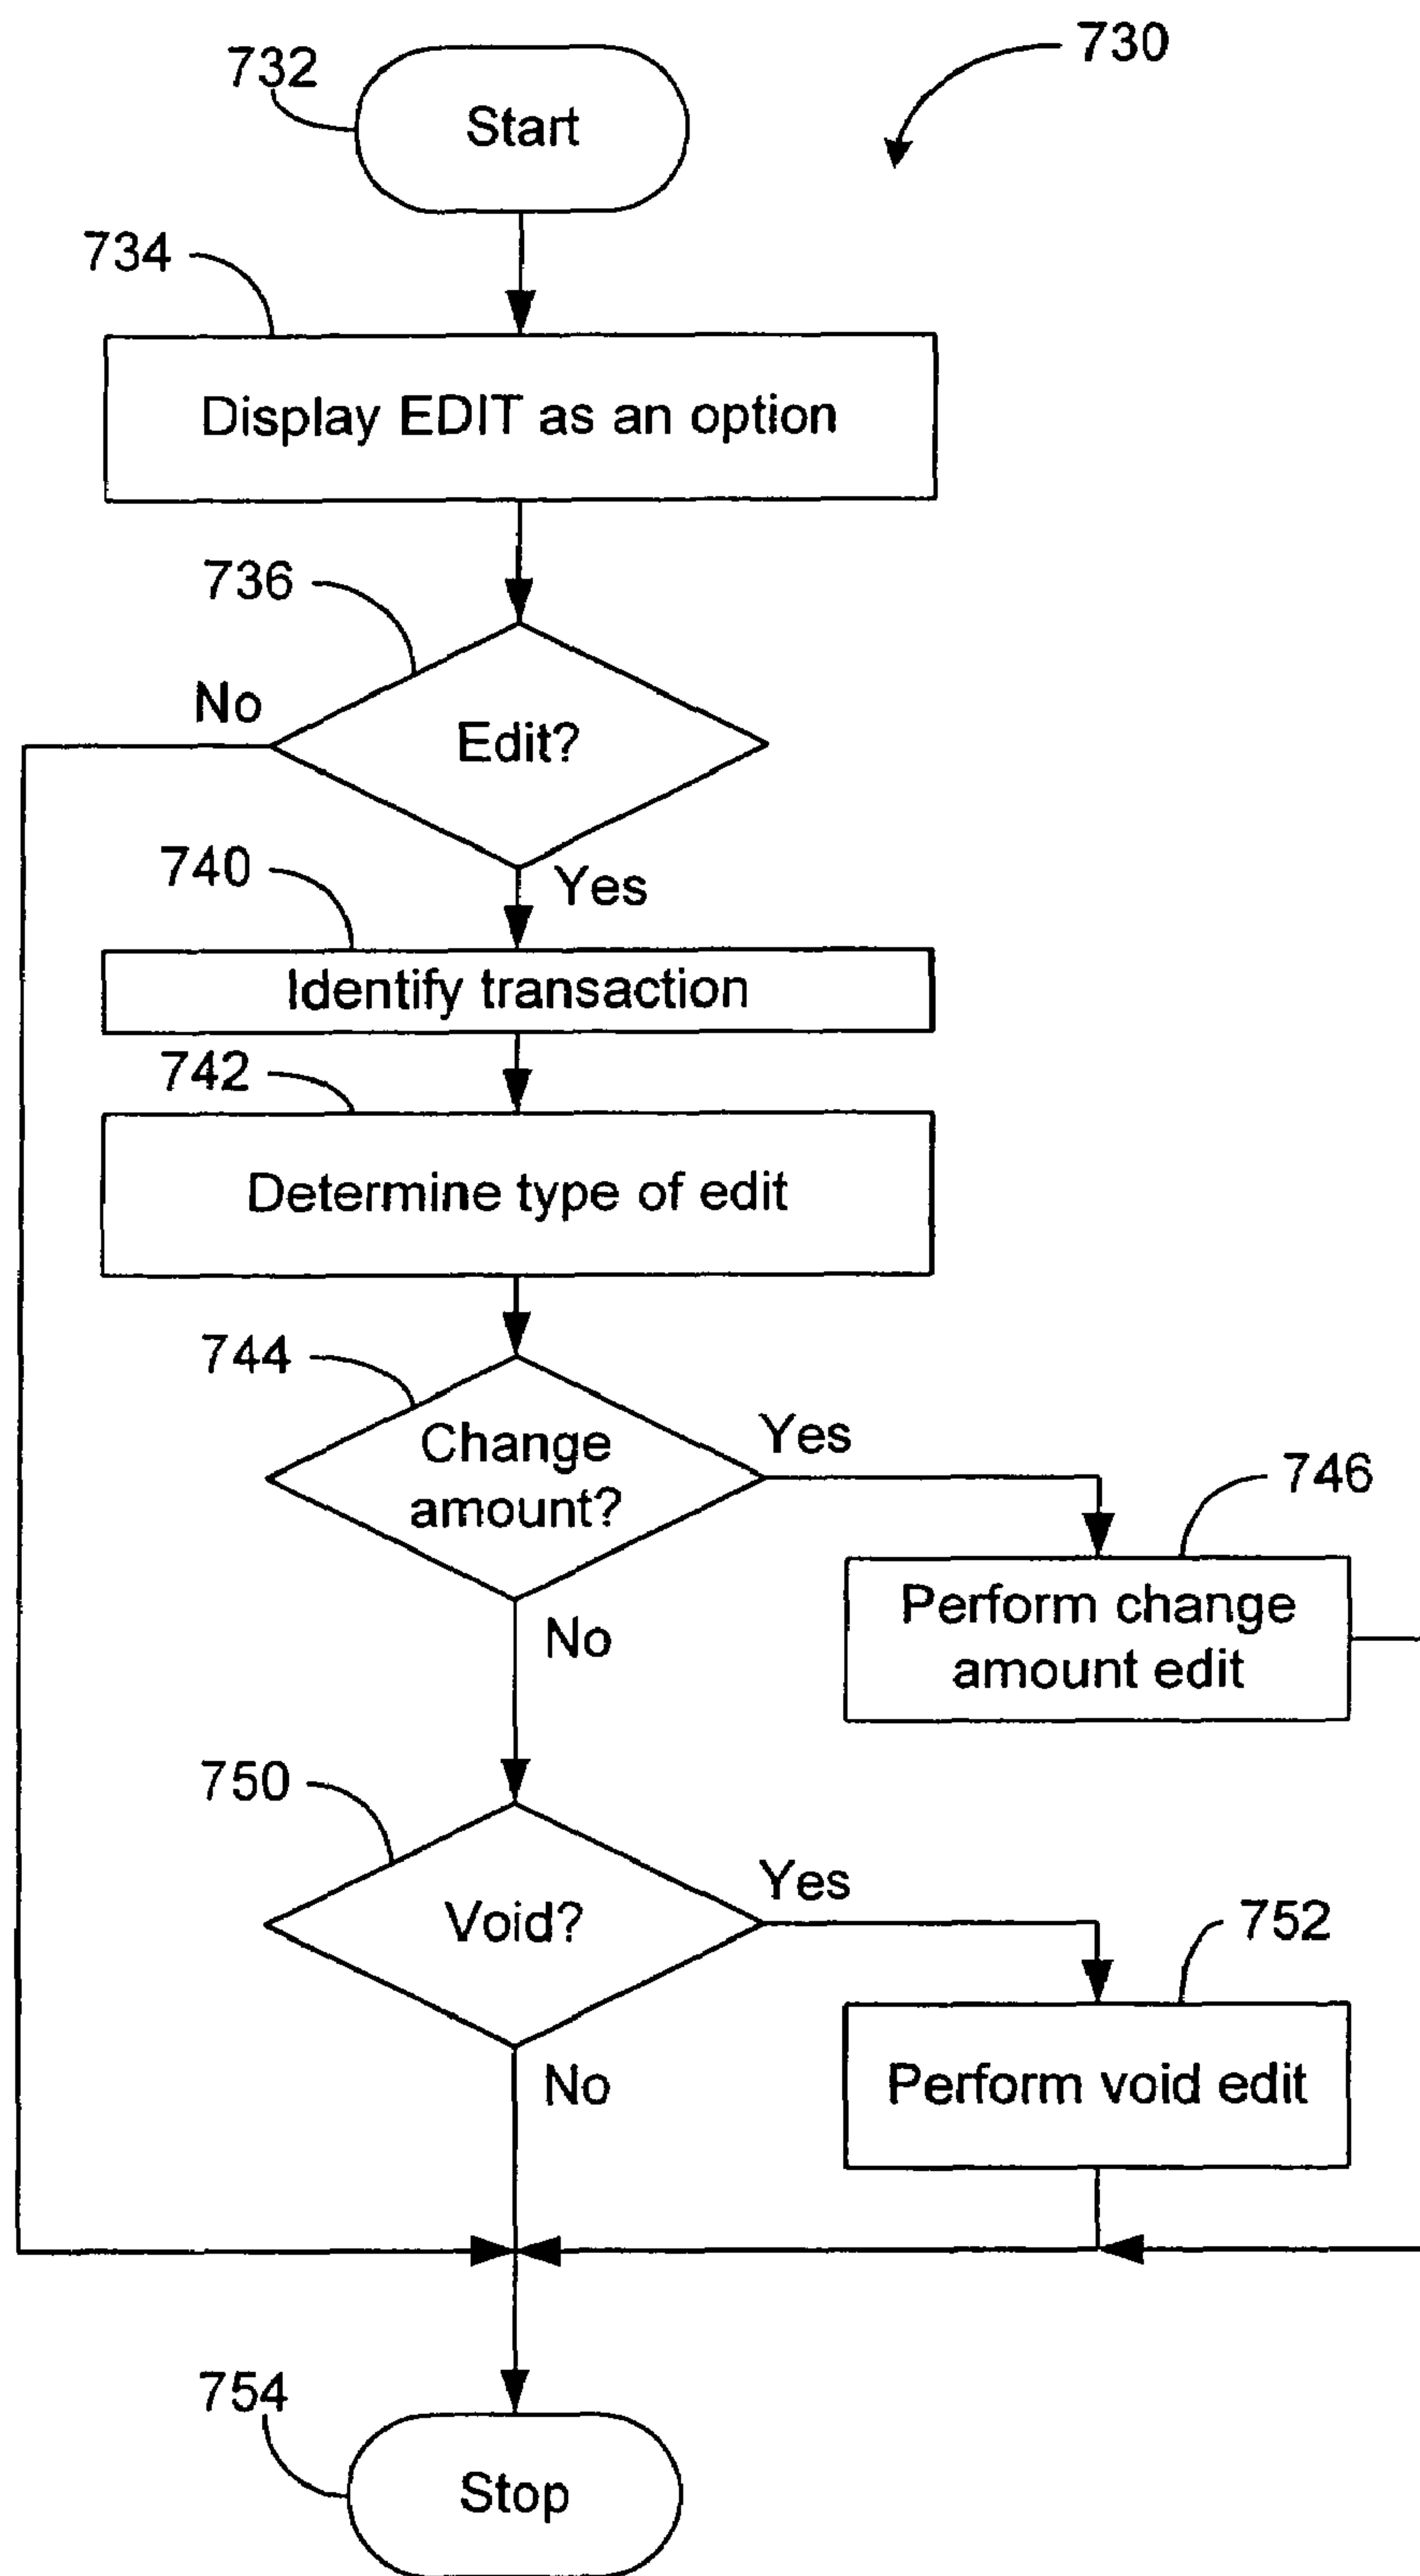 730
732
Start
734
Display EDIT as an option
736
No
Edit?
740
Yes
Identify transaction
742
Determine type of edit
744
Change
amount?
Yes
746
Perform change
amount edit
No
750
Void?
Yes
752
Perform void edit
No
754
Stop